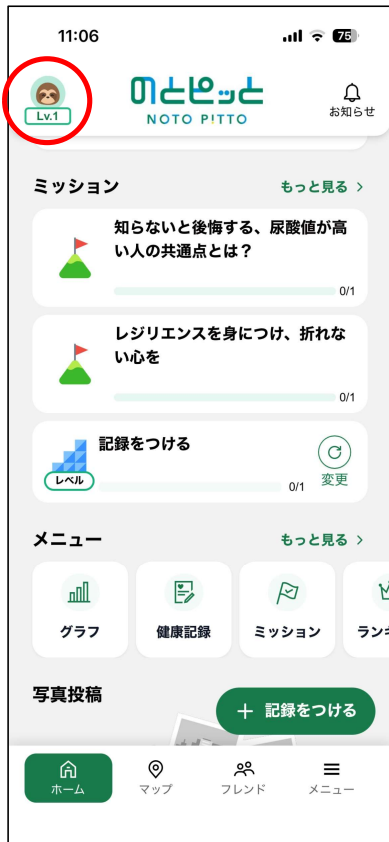 11:06
75
Lv.1
のとピッと
NOTO P!TTO
お知らせ
ミッション
もっと見る >
知らないと後悔する、尿酸値が高
い人の共通点とは？
0/1
レジリエンスを身につけ、折れな
い心を
0/1
記録をつける
レベル
0/1
変更
メニュー
もっと見る >
グラフ
健康記録
ミッション
ランキ
写真投稿
+ 記録をつける
ホーム
マップ
フレンド
メニュー